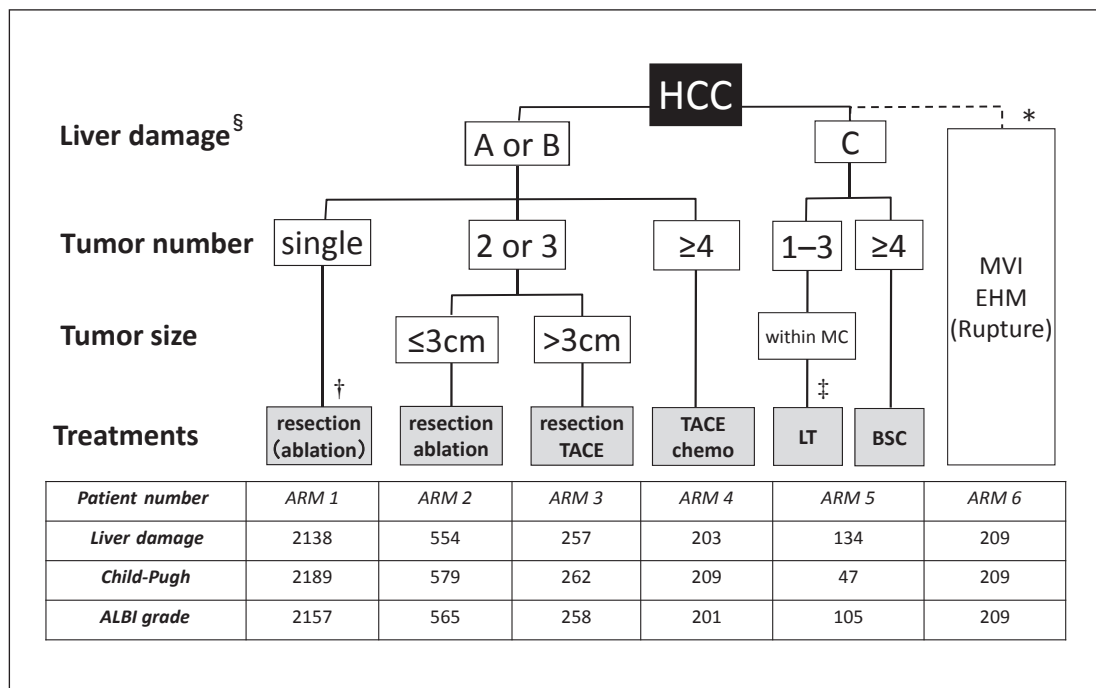 HCC
Liver damage§
A or B
C
*
Tumor number
single
2 or 3
≥4
1–3
≥4
MVI
EHM
(Rupture)
Tumor size
≤3cm
>3cm
within MC
†
‡
Treatments
resection
(ablation)
resection
ablation
resection
TACE
TACE
chemo
LT
BSC
Patient number ARM 1 ARM 2 ARM 3 ARM 4 ARM 5 ARM 6
Liver damage 2138 554 257 203 134 209
Child-Pugh 2189 579 262 209 47 209
ALBI grade 2157 565 258 201 105 209